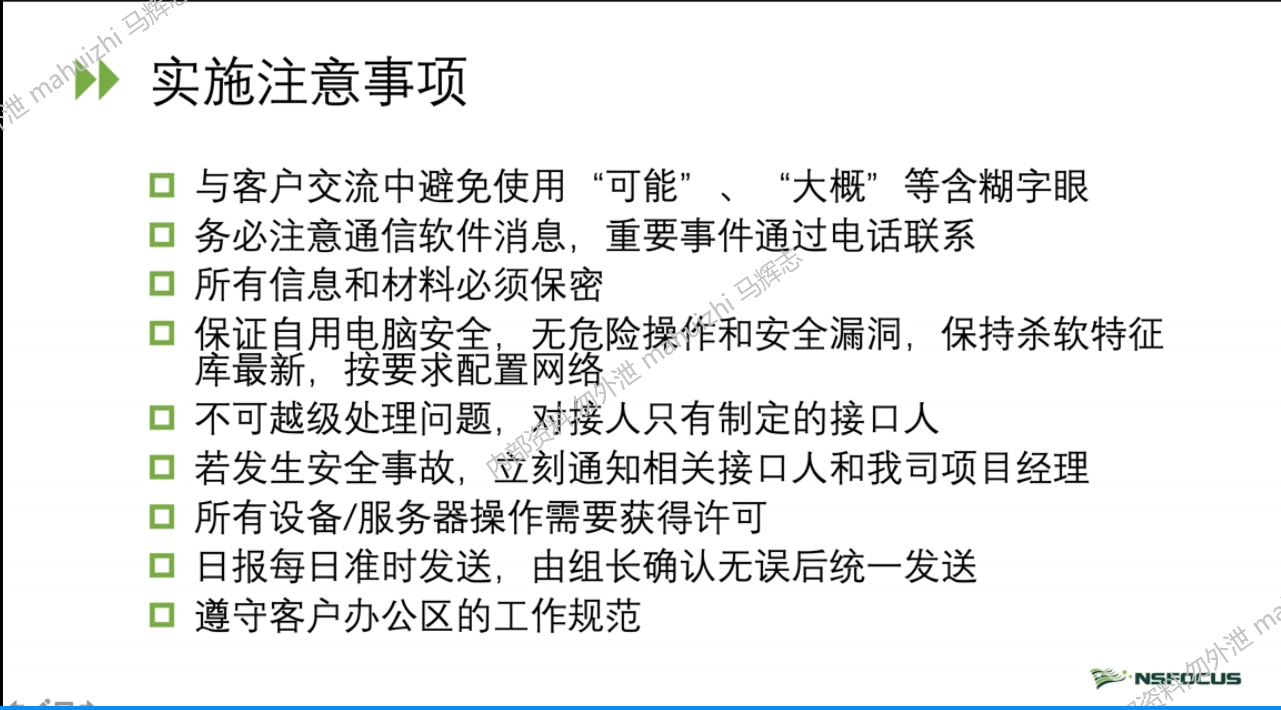 实施注意事项
与客户交流中避免使用 “可能” 、 “大概” 等含糊字眼
务必注意通信软件消息，重要事件通过电话联系
所有信息和材料必须保密
保证自用电脑安全，无危险操作和安全漏洞，保持杀软特征
库最新，按要求配置网络
不可越级处理问题，对接人只有制定的接口人
若发生安全事故，立刻通知相关接口人和我司项目经理
所有设备/服务器操作需要获得许可
日报每日准时发送，由组长确认无误后统一发送
遵守客户办公区的工作规范
NSFOCUS
泄 mahuizhi 马辉志
内部资料 勿外泄 mahuizhi 马辉志
资料 勿外泄 ma